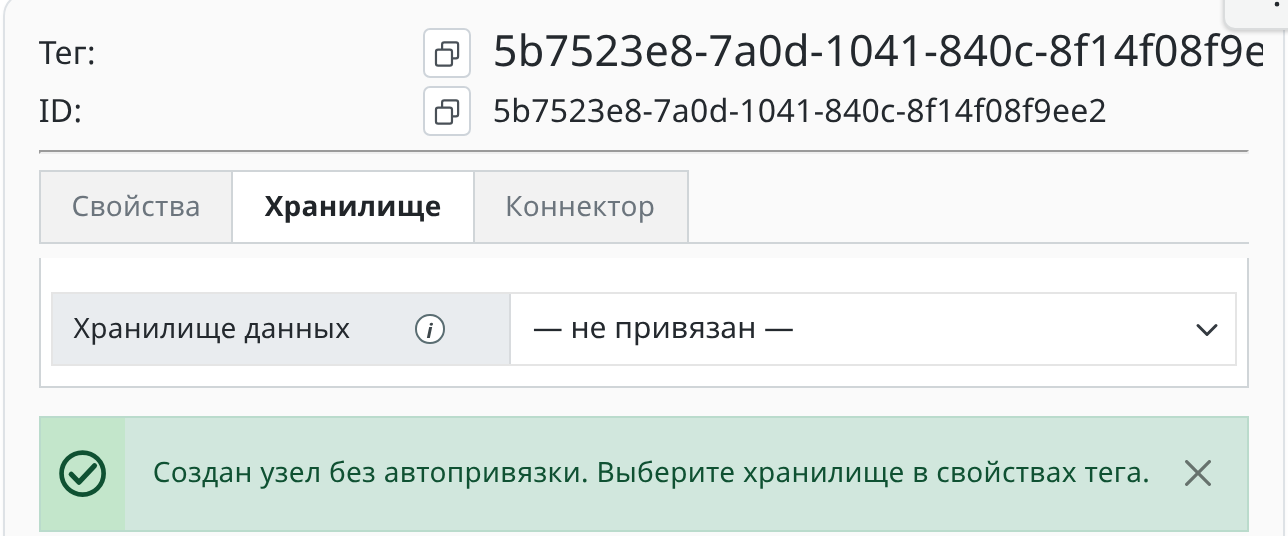 Тег:
5b7523e8-7a0d-1041-840c-8f14f08f9e
ID:
5b7523e8-7a0d-1041-840c-8f14f08f9ee2
Свойства
Хранилище
Коннектор
Хранилище данных
— не привязан —
Создан узел без автопривязки. Выберите хранилище в свойствах тега.